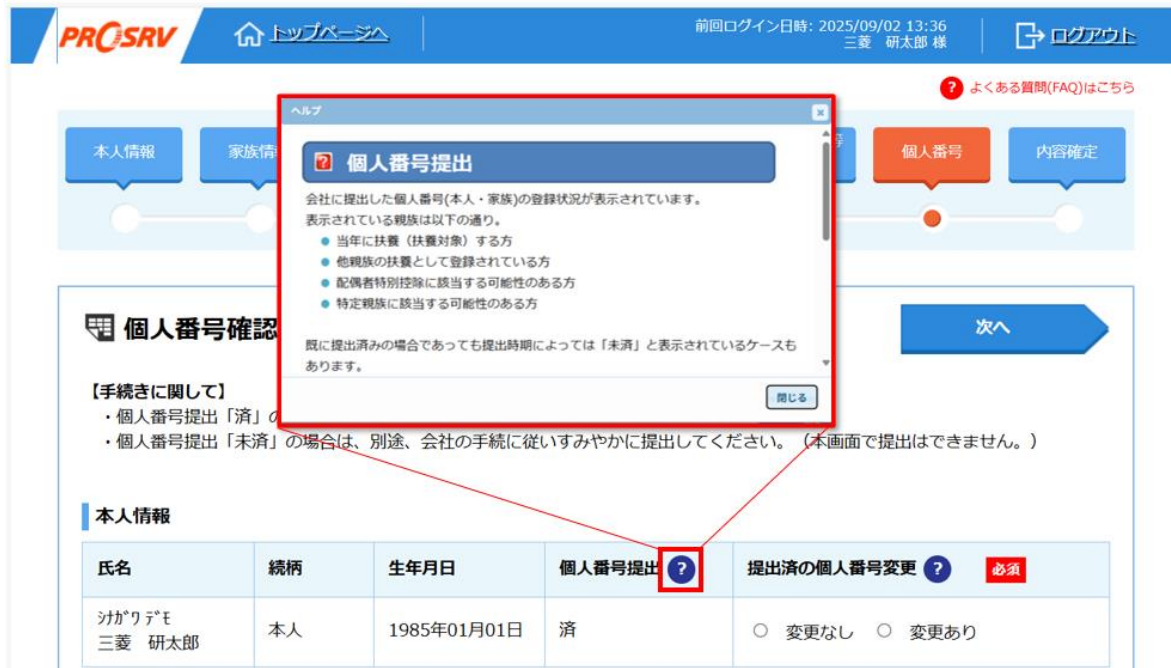 PROSRV
トップページへ
前回ログイン日時: 2025/09/02 13:36
三菱　研太郎 様
ログアウト
? よくある質問(FAQ)はこちら
本人情報
家族情
個人番号
内容確定
ヘルプ
? 個人番号提出
会社に提出した個人番号(本人・家族)の登録状況が表示されています。
表示されている親族は以下の通り。
● 当年に扶養（扶養対象）する方
● 他親族の扶養として登録されている方
● 配偶者特別控除に該当する可能性のある方
● 特定親族に該当する可能性のある方
既に提出済みの場合であっても提出時期によっては「未済」と表示されているケースも
あります。
閉じる
個人番号確認
次へ
【手続きに関して】
・個人番号提出「済」の
・個人番号提出「未済」の場合は、別途、会社の手続に従いすみやかに提出してください。（本画面で提出はできません。）
本人情報
氏名 続柄 生年月日 個人番号提出 ? 提出済の個人番号変更 ? 必須
ｼﾅｶﾞﾜ ﾃﾞﾓ
三菱　研太郎 本人 1985年01月01日 済 変更なし 変更あり